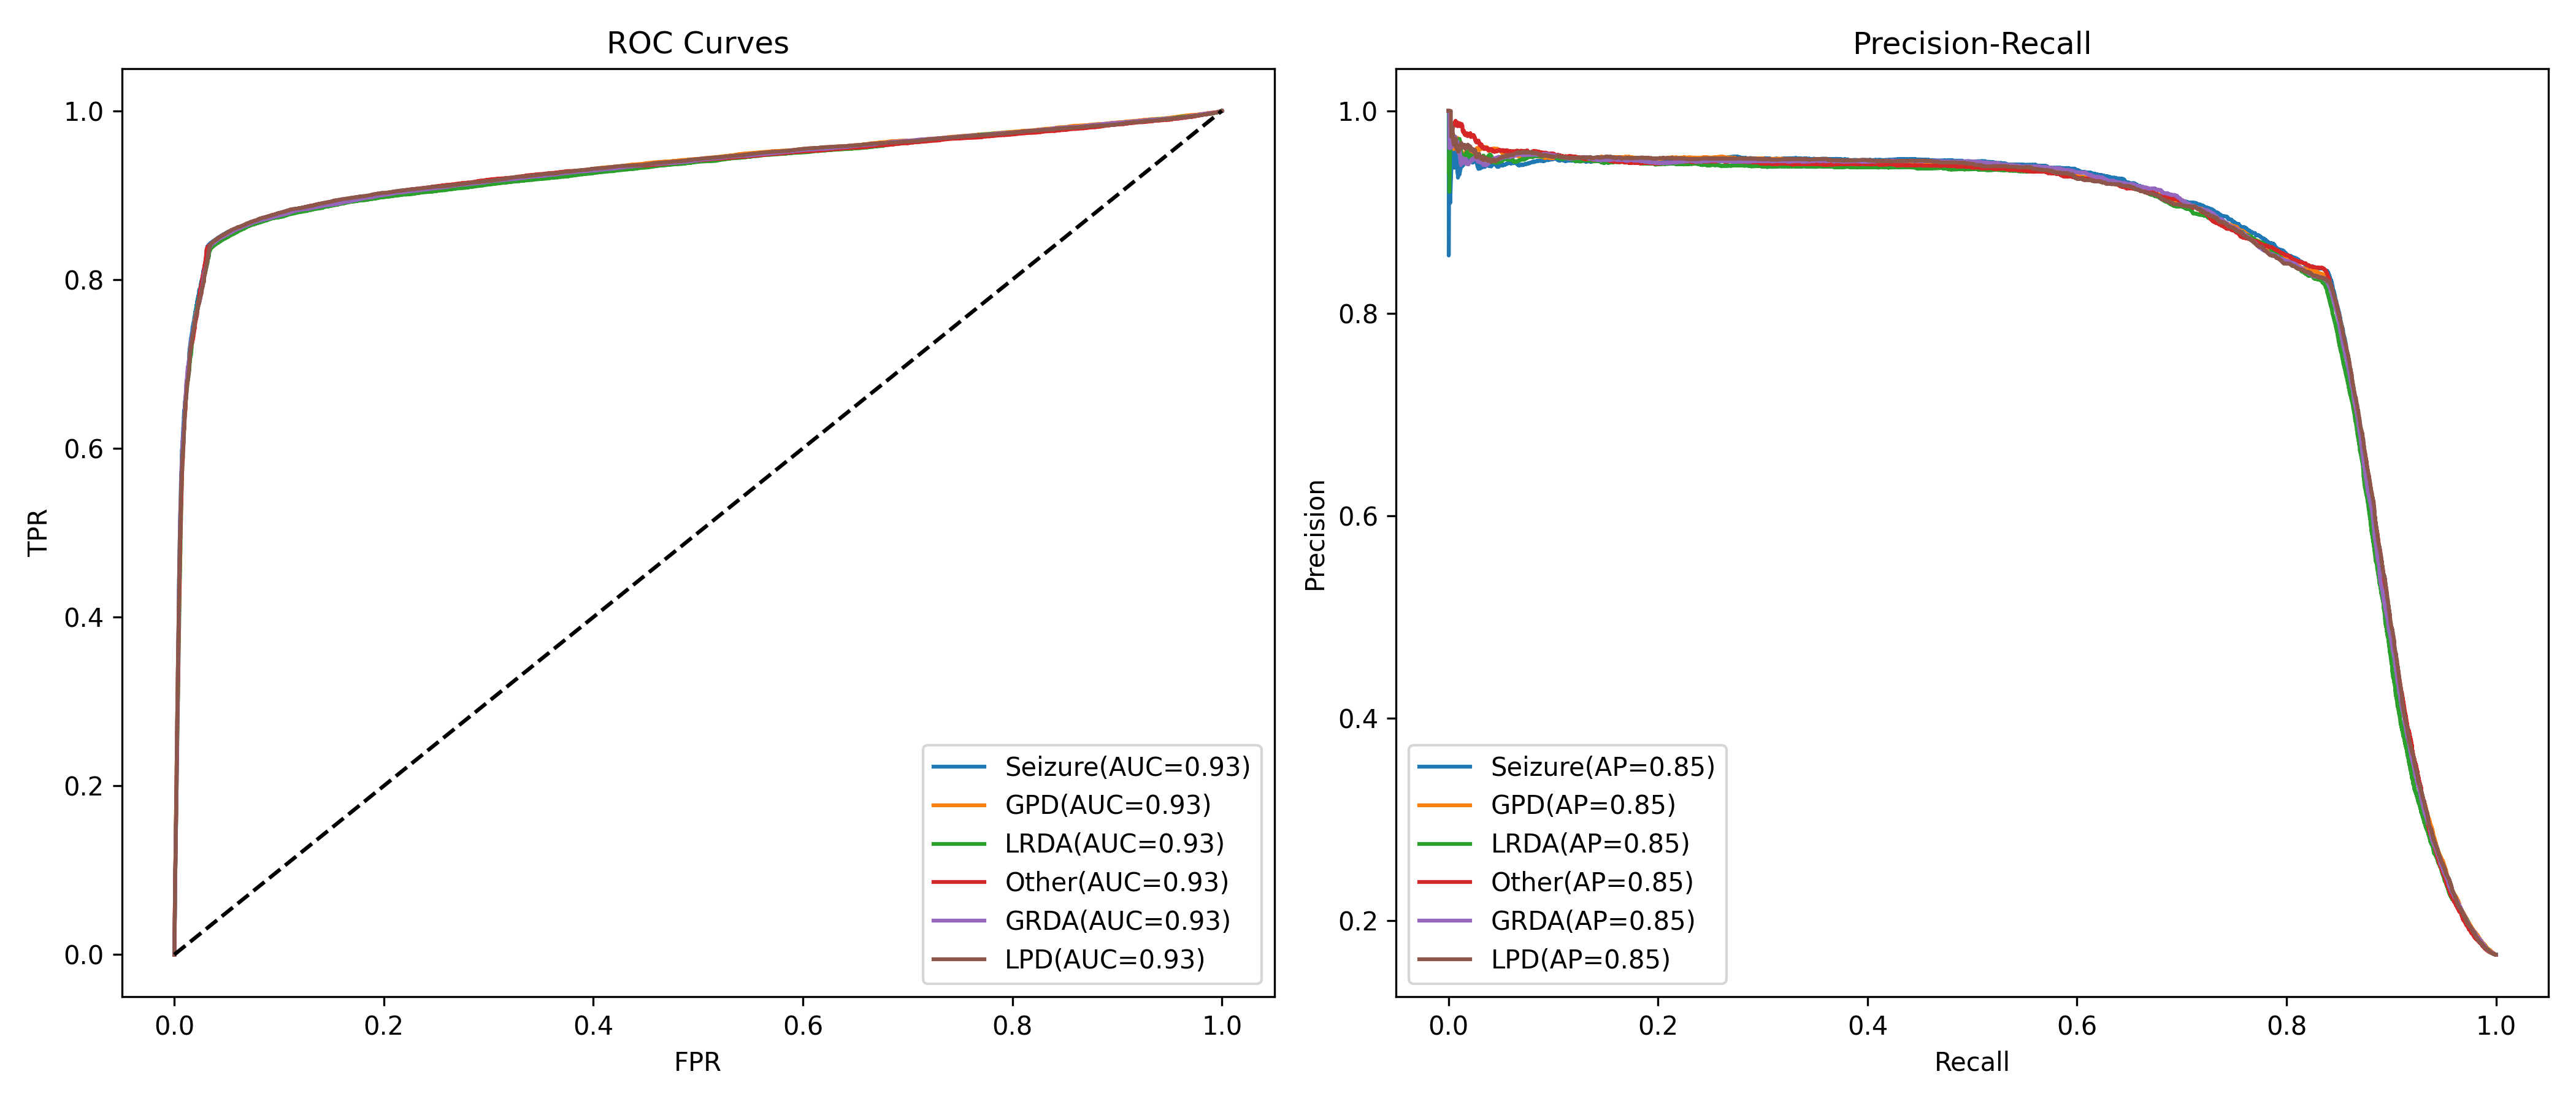 ROC Curves
TPR
1.0
0.8
0.6
0.4
0.2
0.0
Seizure(AUC=0.93)
GPD(AUC=0.93)
LRDA(AUC=0.93)
Other(AUC=0.93)
GRDA(AUC=0.93)
LPD(AUC=0.93)
0.0 0.2 0.4 0.6 0.8 1.0
FPR
Precision-Recall
Precision
1.0
0.8
0.6
0.4
0.2
Seizure(AP=0.85)
GPD(AP=0.85)
LRDA(AP=0.85)
Other(AP=0.85)
GRDA(AP=0.85)
LPD(AP=0.85)
0.0 0.2 0.4 0.6 0.8 1.0
Recall